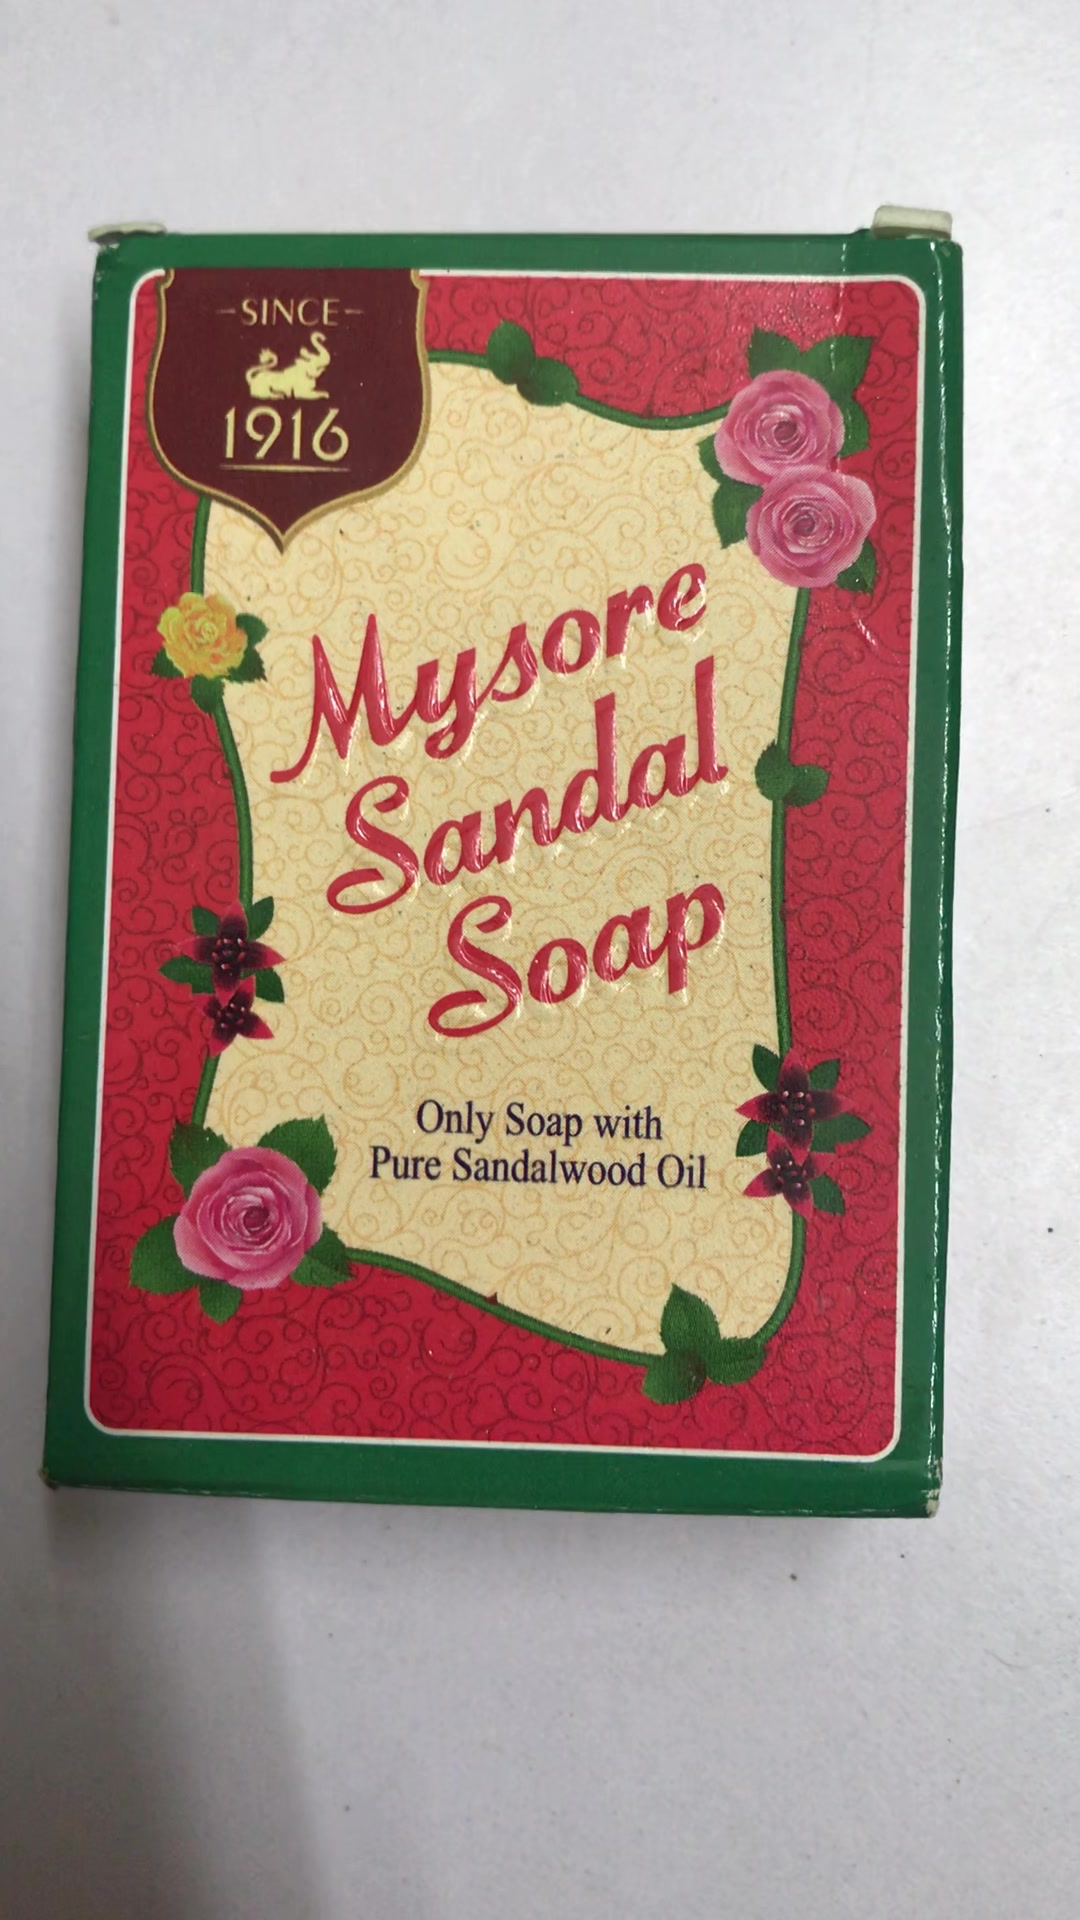 -SINCE-
1916
Mysore
Sandal
Soap
Only Soap with
Pure Sandalwood Oil